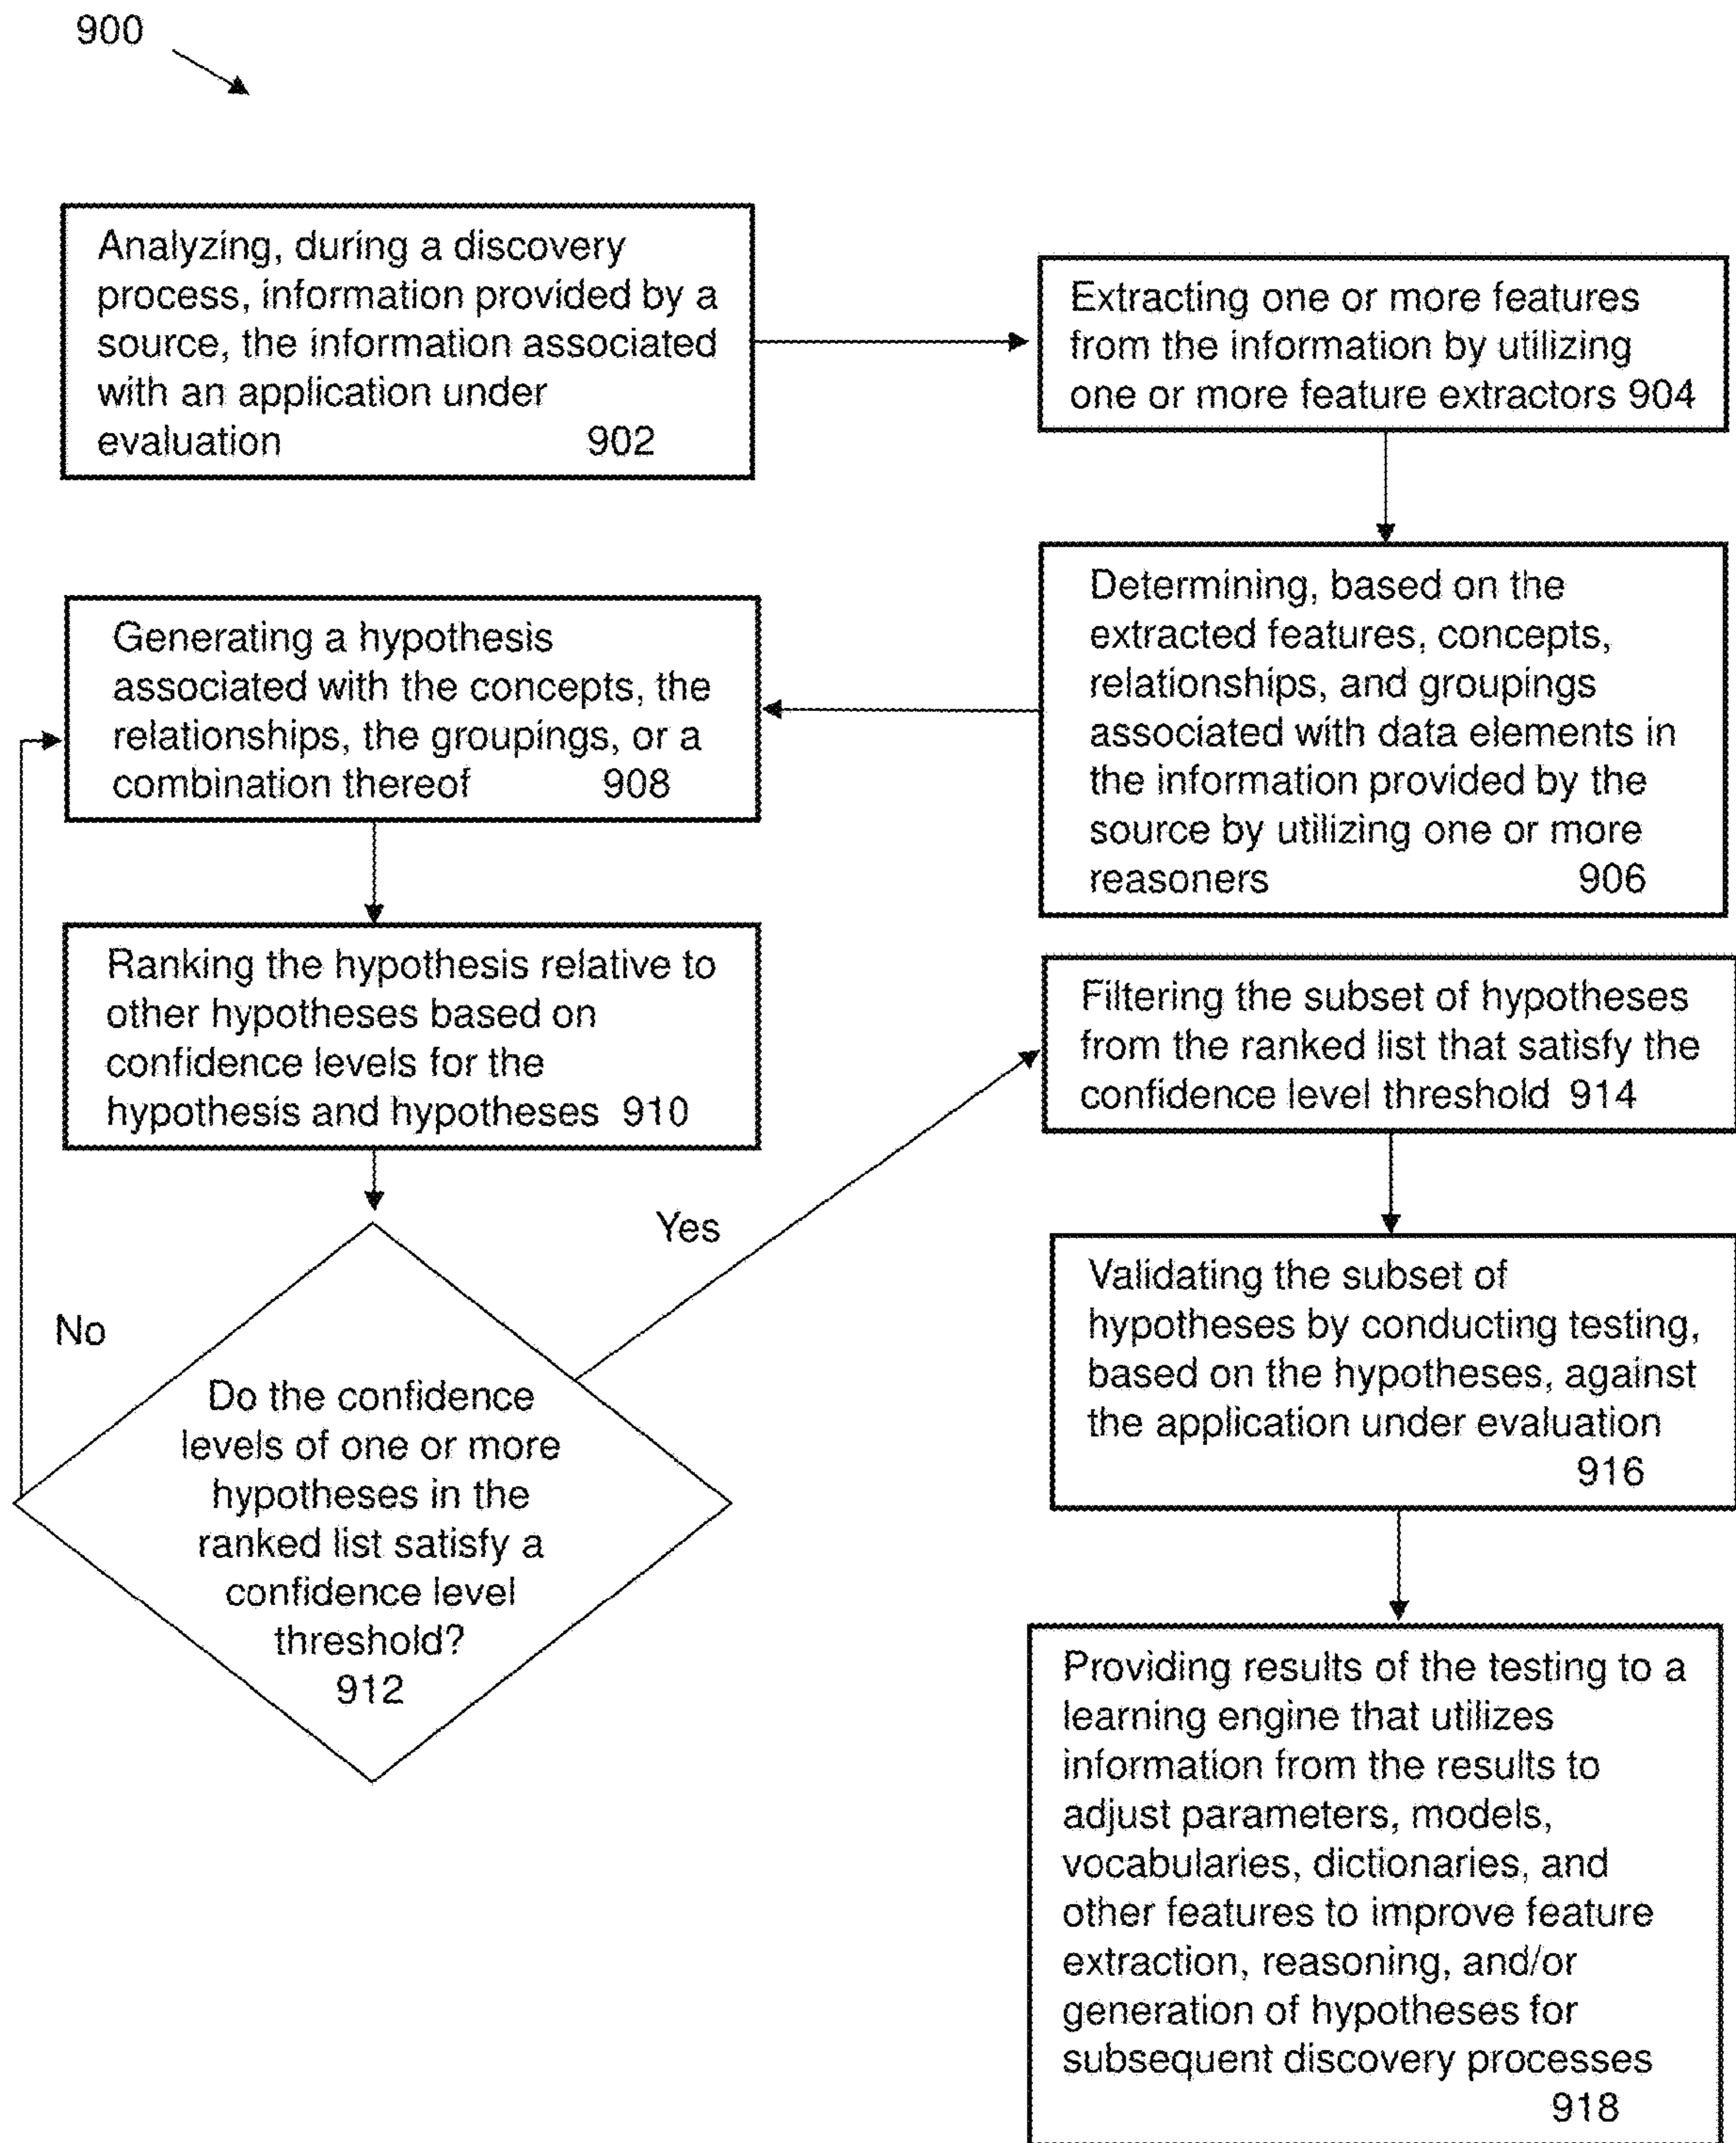 900
Analyzing, during a discovery
process, information provided by a
source, the information associated
with an application under
evaluation 902
Extracting one or more features
from the information by utilizing
one or more feature extractors 904
Determining, based on the
extracted features, concepts,
relationships, and groupings
associated with data elements in
the information provided by the
source by utilizing one or more
reasoners 906
Generating a hypothesis
associated with the concepts, the
relationships, the groupings, or a
combination thereof 908
Ranking the hypothesis relative to
other hypotheses based on
confidence levels for the
hypothesis and hypotheses 910
Do the confidence
levels of one or more
hypotheses in the
ranked list satisfy a
confidence level
threshold?
912
No
Yes
Filtering the subset of hypotheses
from the ranked list that satisfy the
confidence level threshold 914
Validating the subset of
hypotheses by conducting testing,
based on the hypotheses, against
the application under evaluation
916
Providing results of the testing to a
learning engine that utilizes
information from the results to
adjust parameters, models,
vocabularies, dictionaries, and
other features to improve feature
extraction, reasoning, and/or
generation of hypotheses for
subsequent discovery processes
918